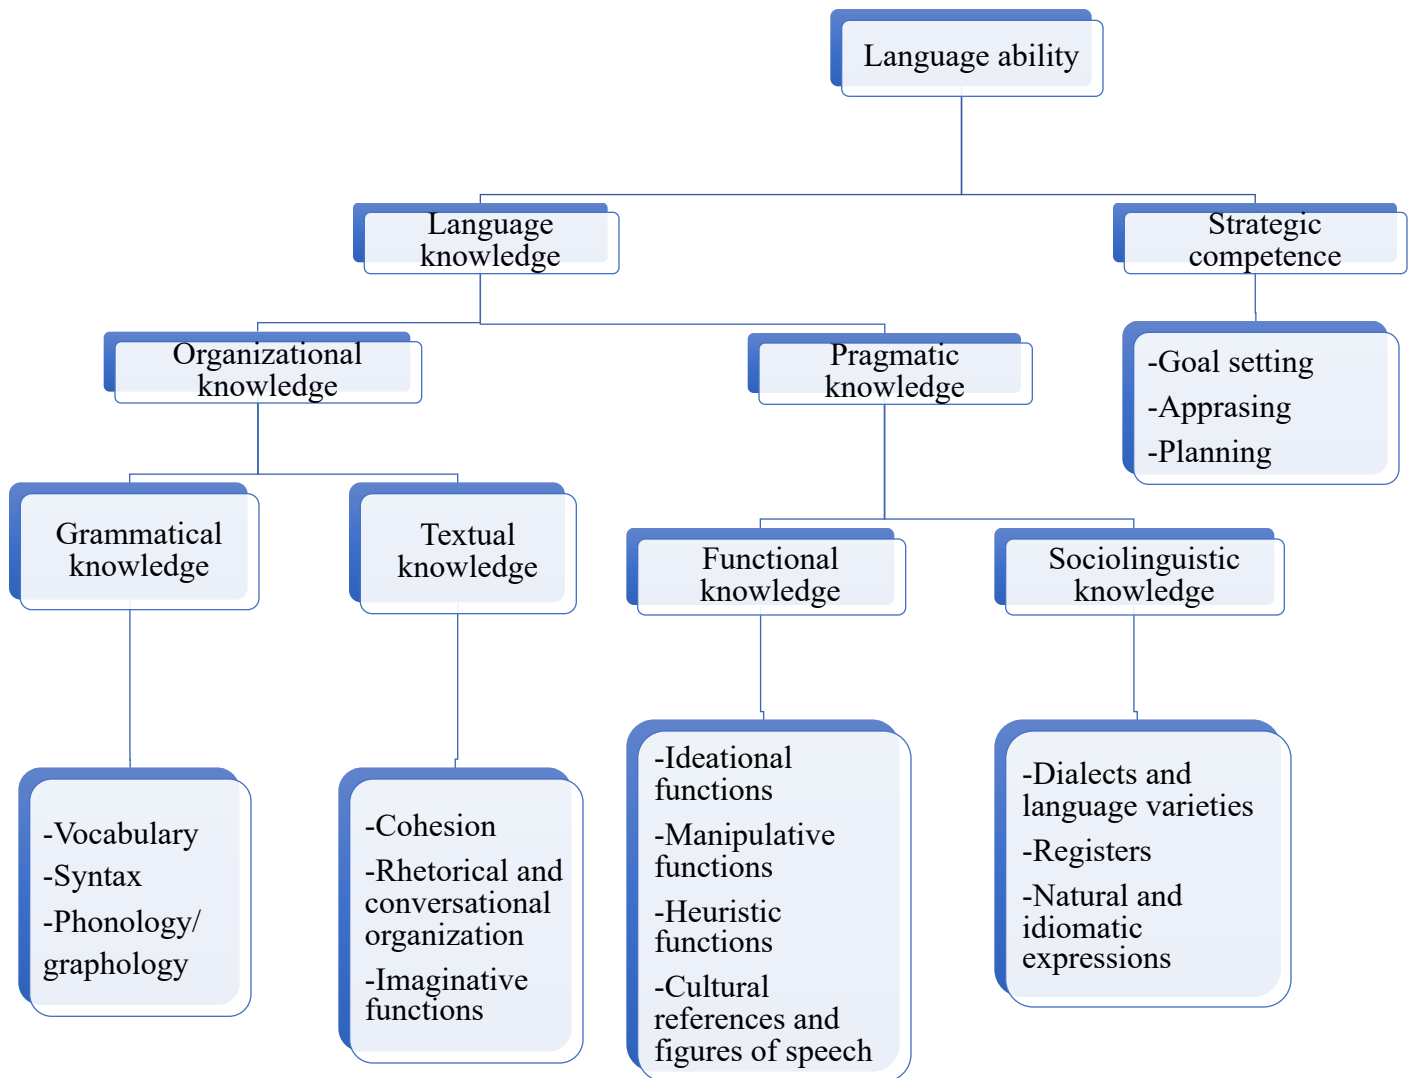 Language ability
Language
knowledge
Strategic
competence
Organizational
knowledge
Pragmatic
knowledge
-Goal setting
-Apprasing
-Planning
Grammatical
knowledge
Textual
knowledge
Functional
knowledge
Sociolinguistic
knowledge
-Vocabulary
-Syntax
-Phonology/
graphology
-Cohesion
-Rhetorical and
conversational
organization
-Imaginative
functions
-Ideational
functions
-Manipulative
functions
-Heuristic
functions
-Cultural
references and
figures of speech
-Dialects and
language varieties
-Registers
-Natural and
idiomatic
expressions